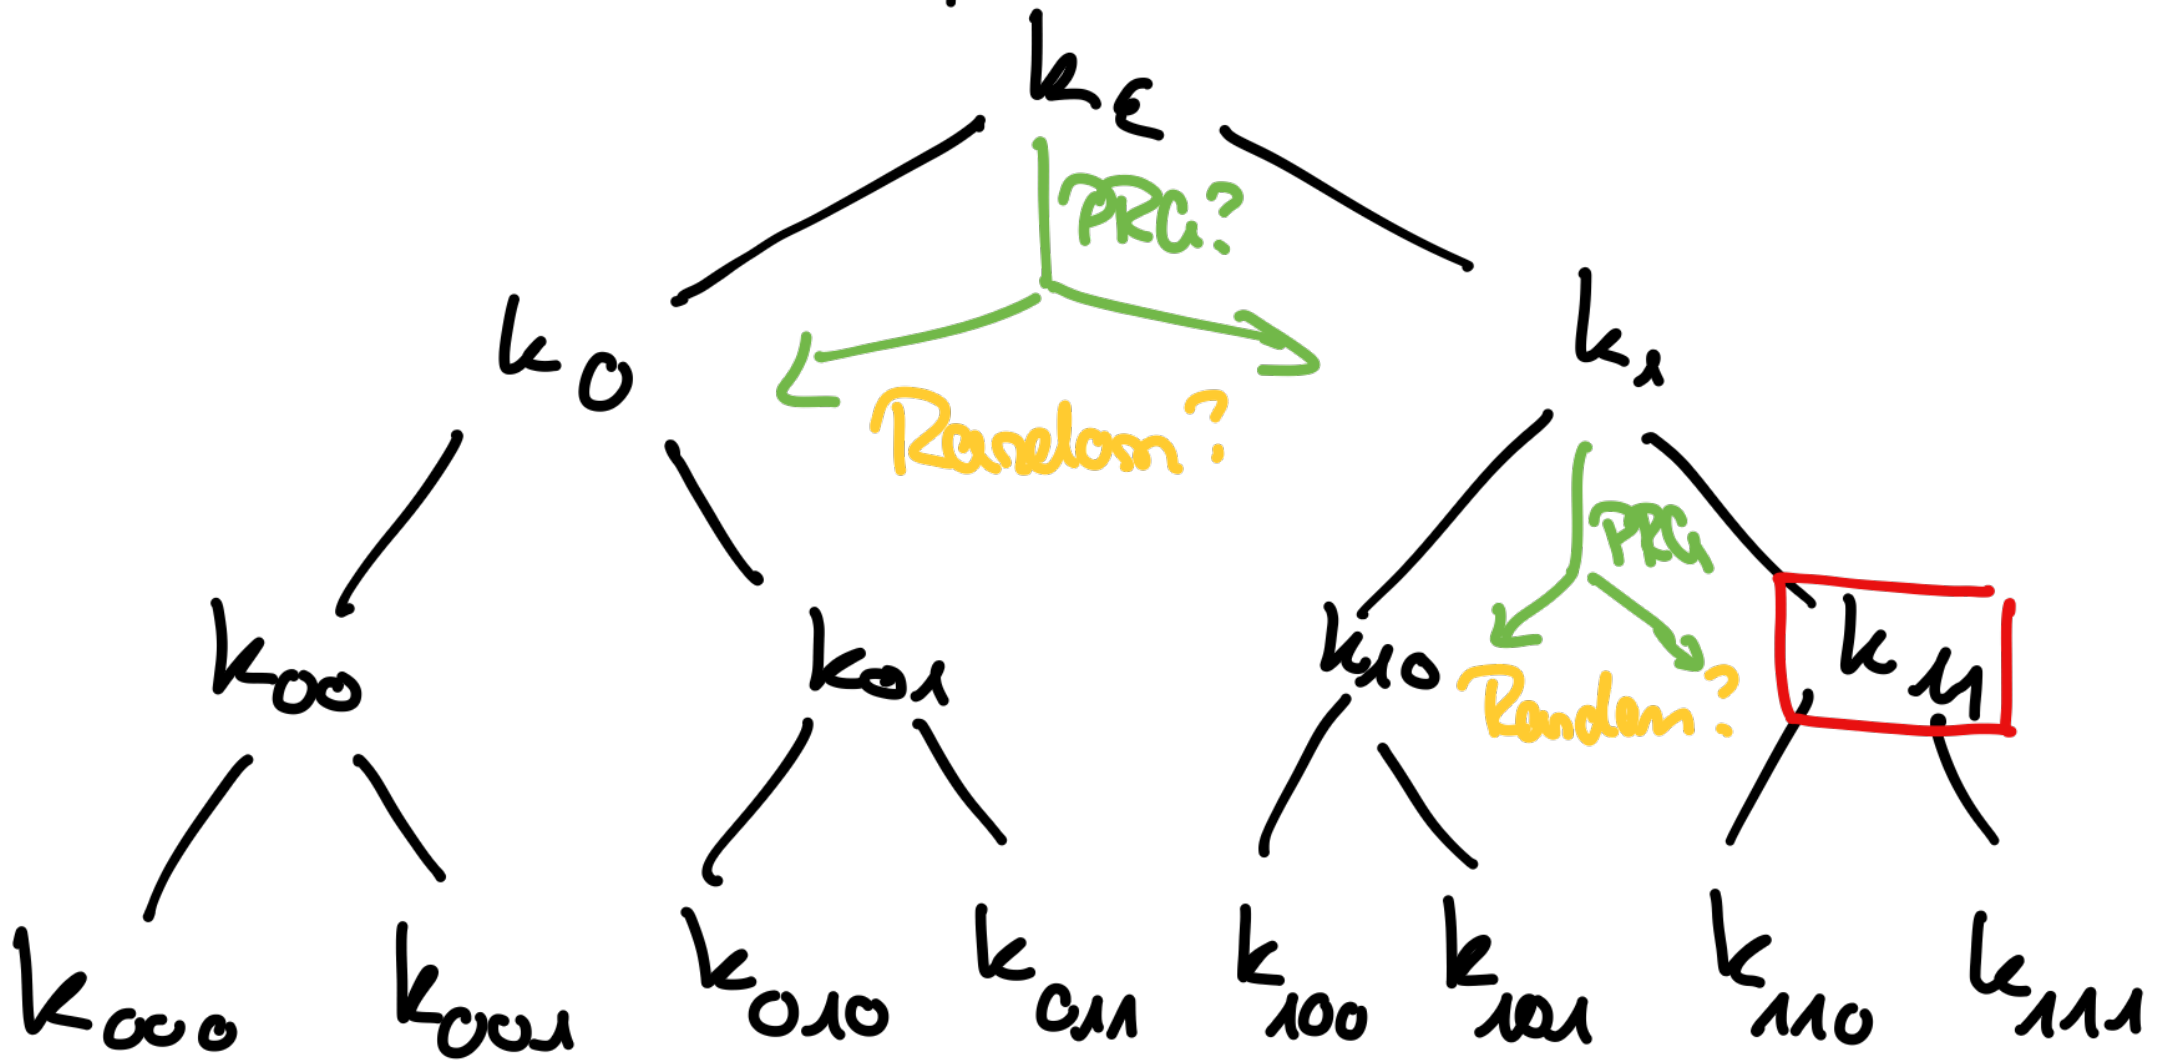 kε
PRG?
k0 k1
Random?
PRG
k00 k01 k10 k11
Random?
k000 k001 k010 k011 k100 k101 k110 k111